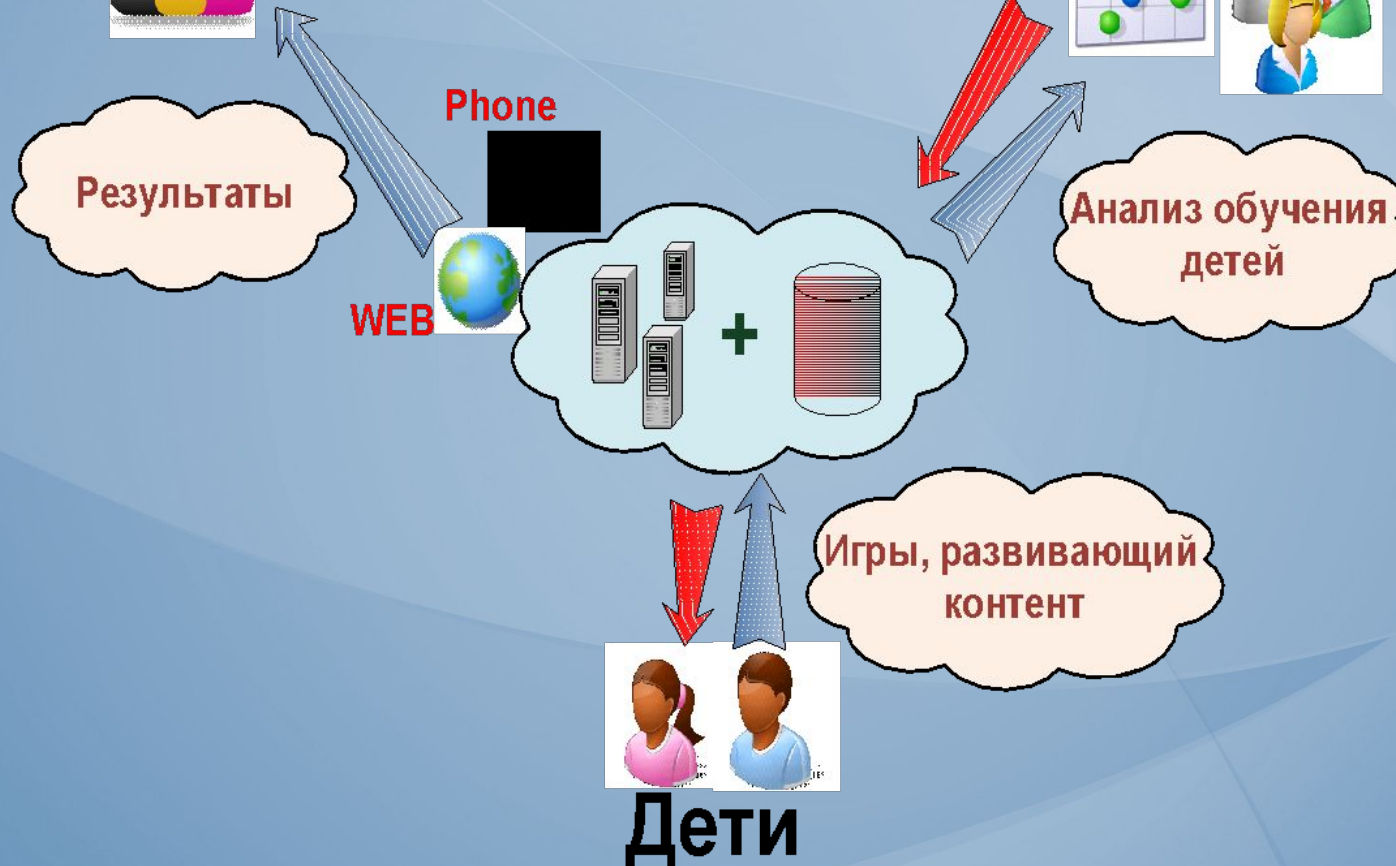 Phone
Результаты
WEB
Анализ обучения
детей
+
Игры, развивающий
контент
Дети